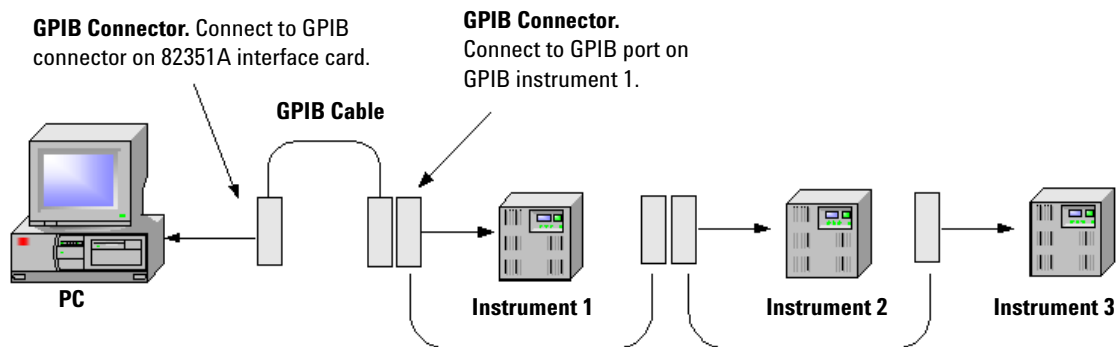 GPIB Connector. Connect to GPIB
connector on 82351A interface card.
GPIB Connector.
Connect to GPIB port on
GPIB instrument 1.
GPIB Cable
PC
Instrument 1
Instrument 2
Instrument 3